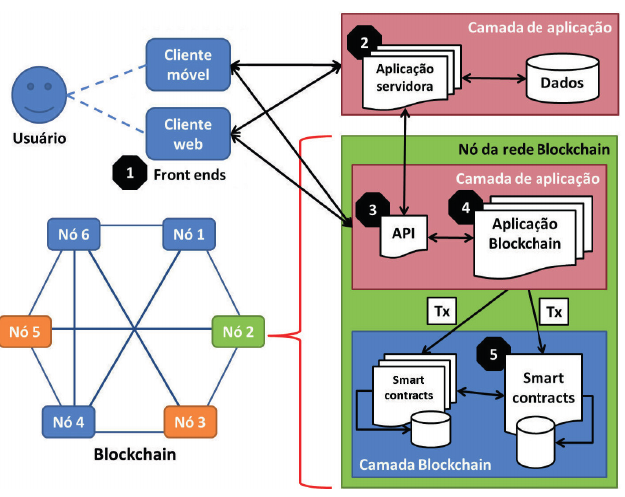 Usuário
Cliente
móvel
Cliente
web
1
Front ends
Camada de aplicação
2
Aplicação
servidora
Dados
Nó da rede Blockchain
Camada de aplicação
3
API
4
Aplicação
Blockchain
Tx
Tx
5
Smart
contracts
Smart
contracts
Camada Blockchain
Nó 6
Nó 1
Nó 5
Nó 2
Nó 4
Nó 3
Blockchain